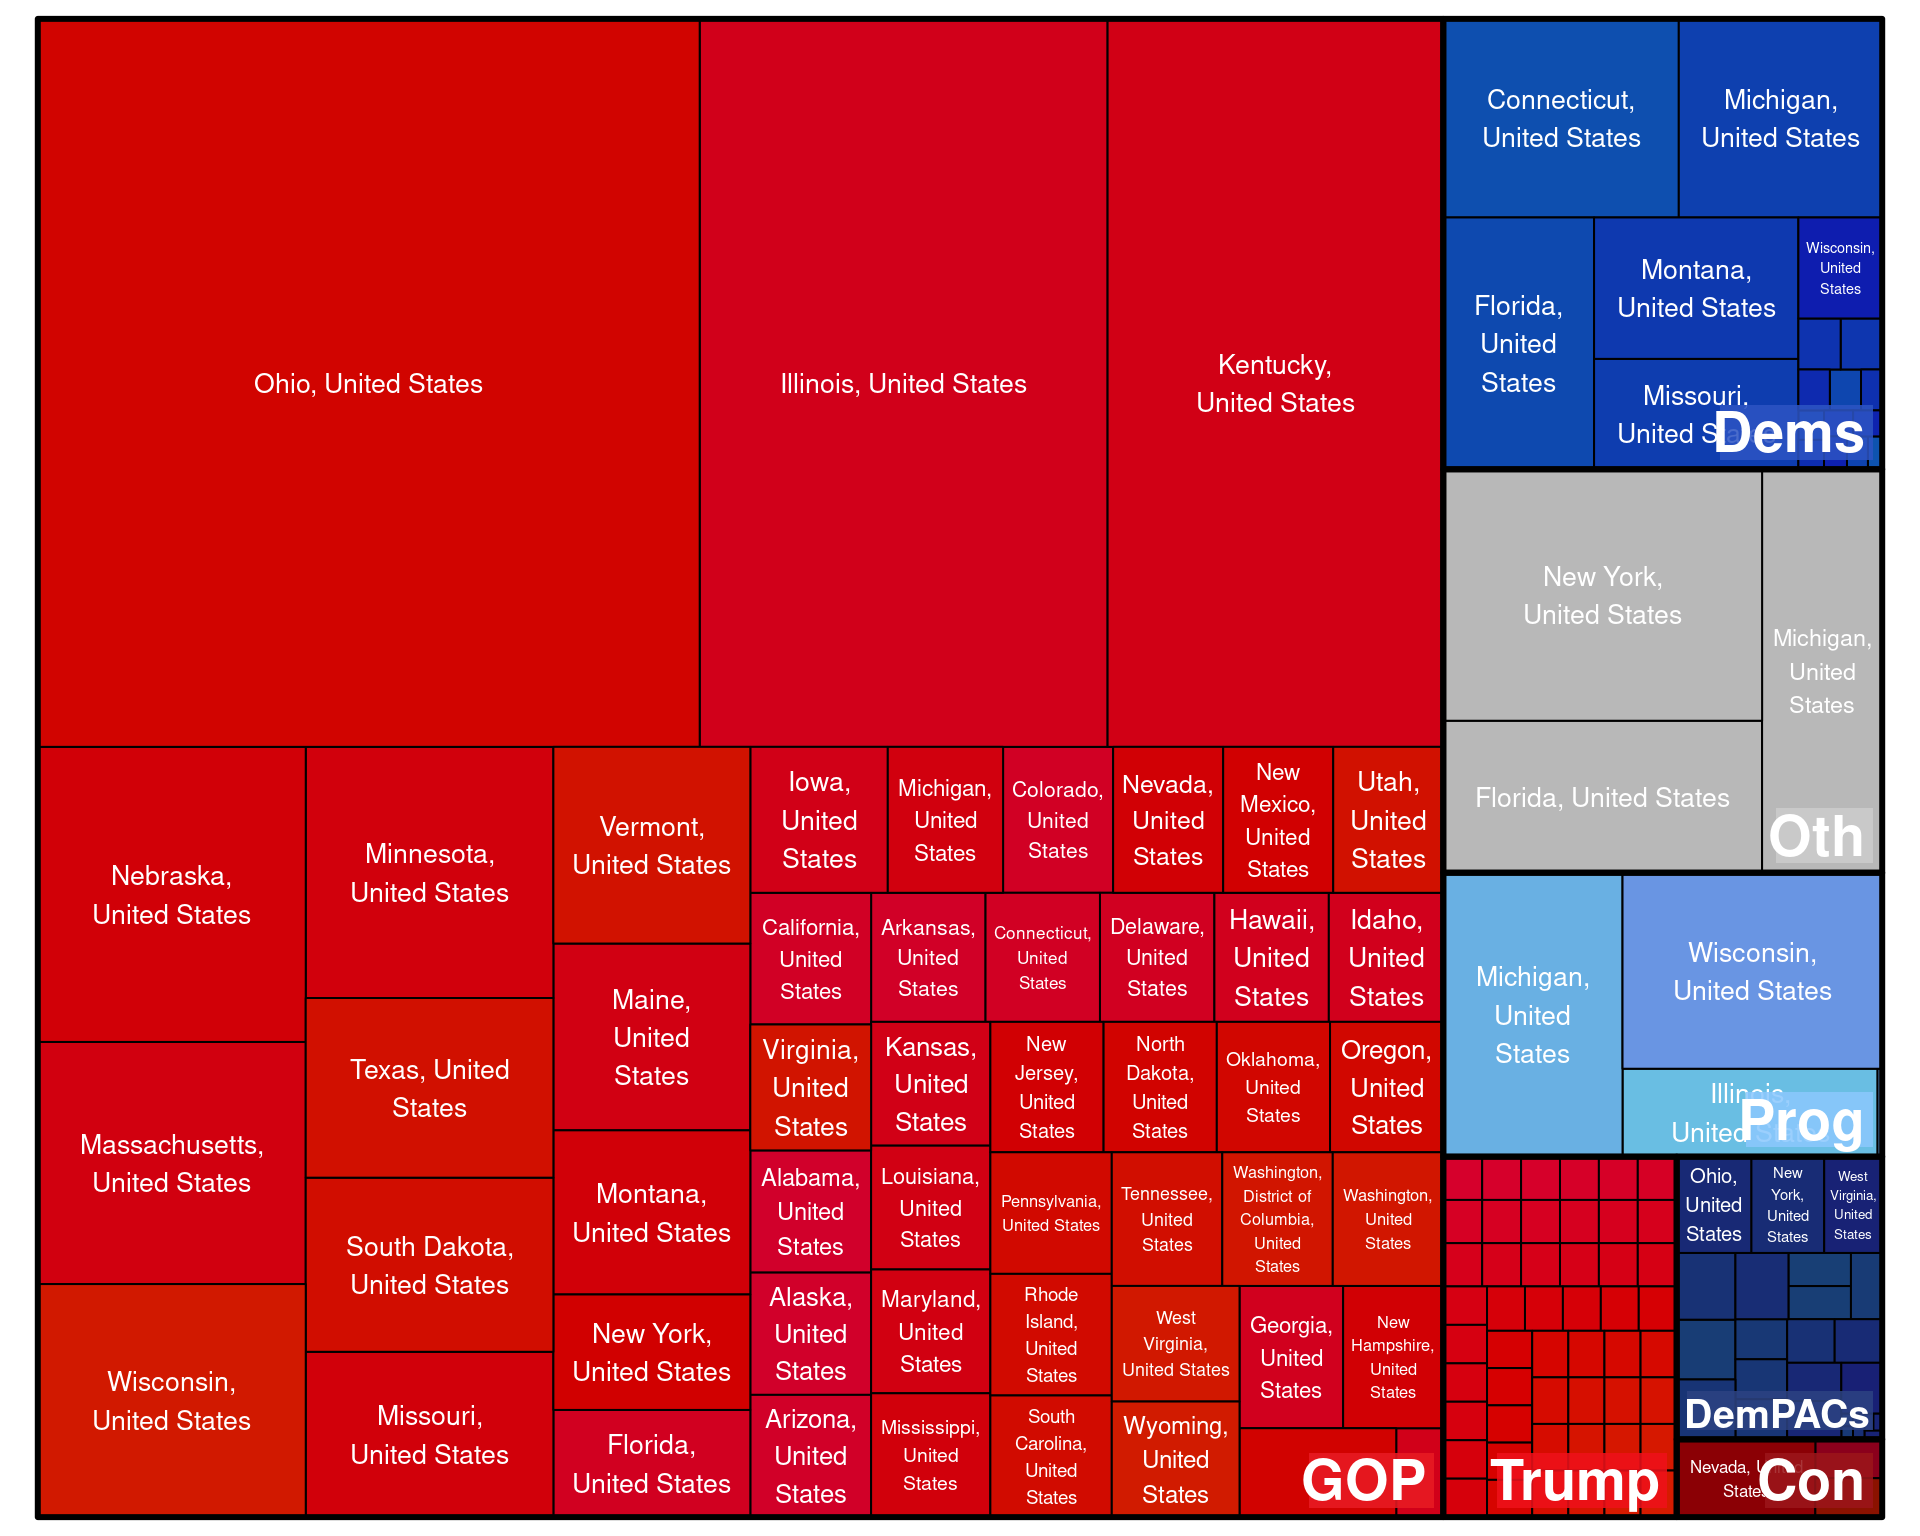 Ohio, United States
Illinois, United States
Kentucky,
United States
Nebraska,
United States
Massachusetts,
United States
Wisconsin,
United States
Minnesota,
United States
Texas, United
States
South Dakota,
United States
Missouri,
United States
Vermont,
United States
Maine,
United
States
Montana,
United States
New York,
United States
Florida,
United States
Iowa,
United
States
Michigan,
United
States
Colorado,
United
States
Nevada,
United
States
New
Mexico,
United
States
Utah,
United
States
California,
United
States
Arkansas,
United
States
Connecticut,
United
States
Delaware,
United
States
Hawaii,
United
States
Idaho,
United
States
Virginia,
United
States
Kansas,
United
States
New
Jersey,
United
States
North
Dakota,
United
States
Oklahoma,
United
States
Oregon,
United
States
Alabama,
United
States
Louisiana,
United
States
Pennsylvania,
United States
Tennessee,
United
States
Washington,
District of
Columbia,
United
States
Washington,
United
States
Alaska,
United
States
Maryland,
United
States
Rhode
Island,
United
States
West
Virginia,
United States
Georgia,
United
States
New
Hampshire,
United
States
Arizona,
United
States
Mississippi,
United
States
South
Carolina,
United
States
Wyoming,
United
States
GOP
Connecticut,
United States
Michigan,
United States
Florida,
United
States
Montana,
United States
Wisconsin,
United
States
Missouri,
United States
Dems
New York,
United States
Michigan,
United
States
Florida, United States
Oth
Michigan,
United
States
Wisconsin,
United States
Illinois,
United States
Prog
Trump
Ohio,
United
States
New
York,
United
States
West
Virginia,
United
States
DemPACs
Nevada, United
States
Con